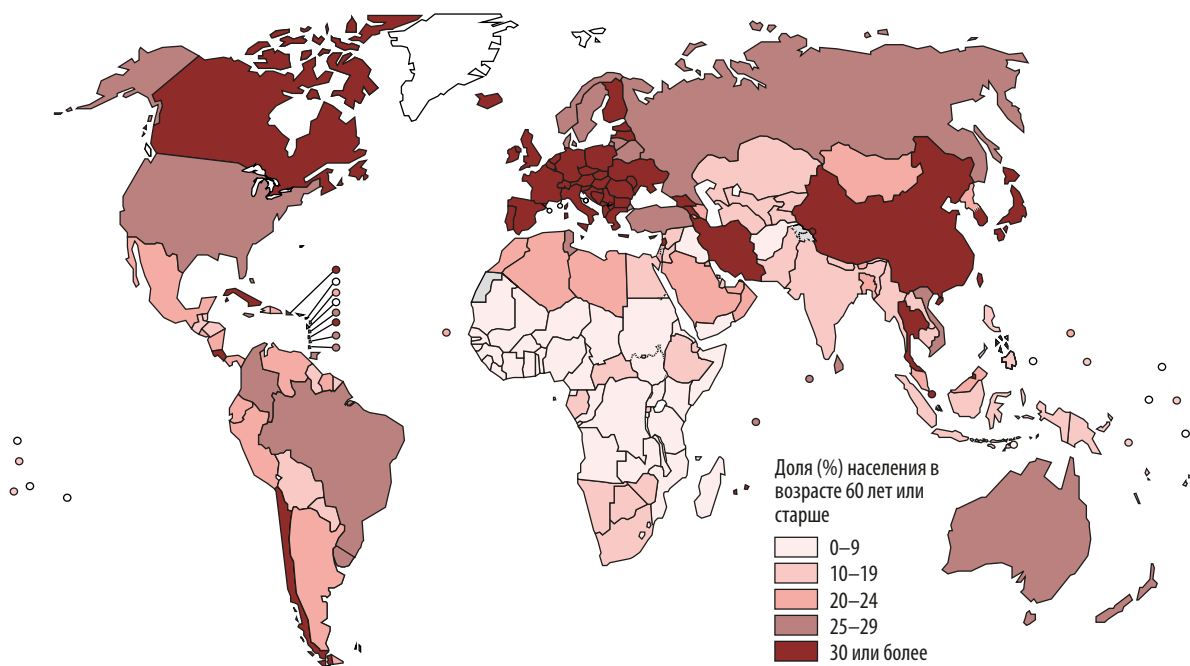 Доля (%) населения в
возрасте 60 лет или
старше
0–9
10–19
20–24
25–29
30 или более